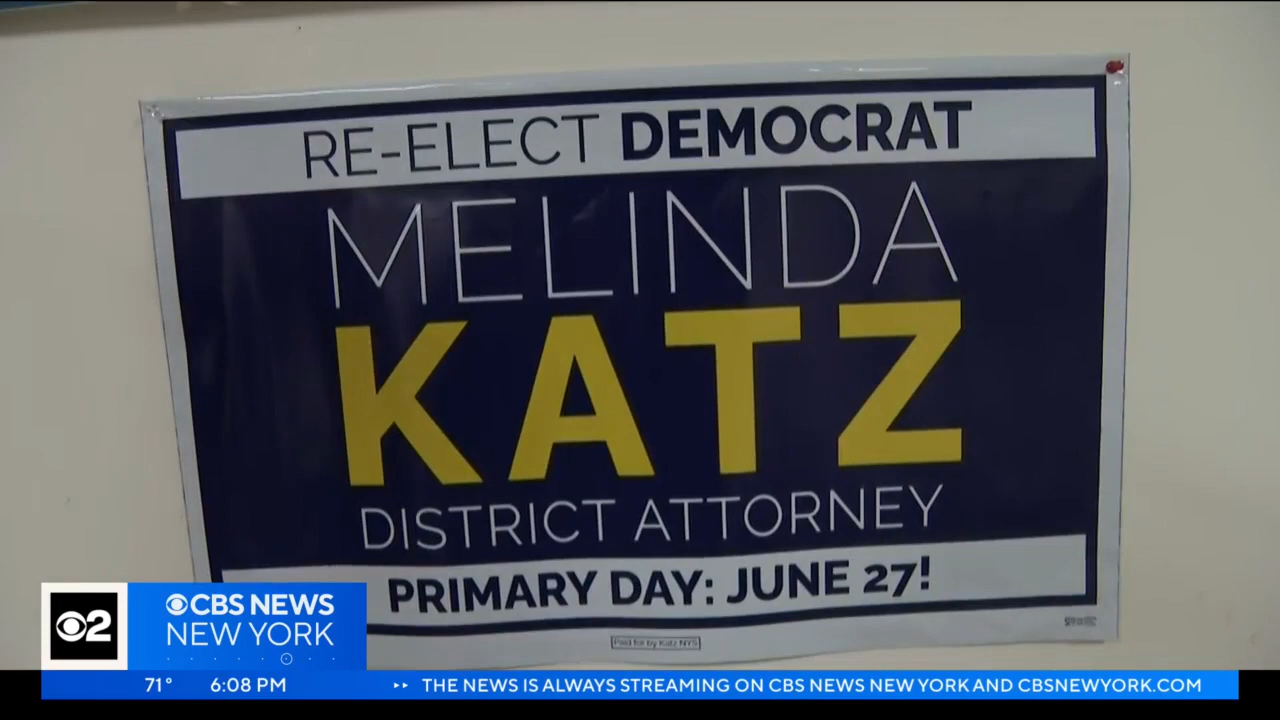 RE-ELECT DEMOCRAT
MELINDA
KATZ
DISTRICT ATTORNEY
PRIMARY DAY: JUNE 27!
Paid for by Katz NYS
2
CBS NEWS
NEW YORK
71° 6:08 PM THE NEWS IS ALWAYS STREAMING ON CBS NEWS NEW YORK AND CBSNEWYORK.COM